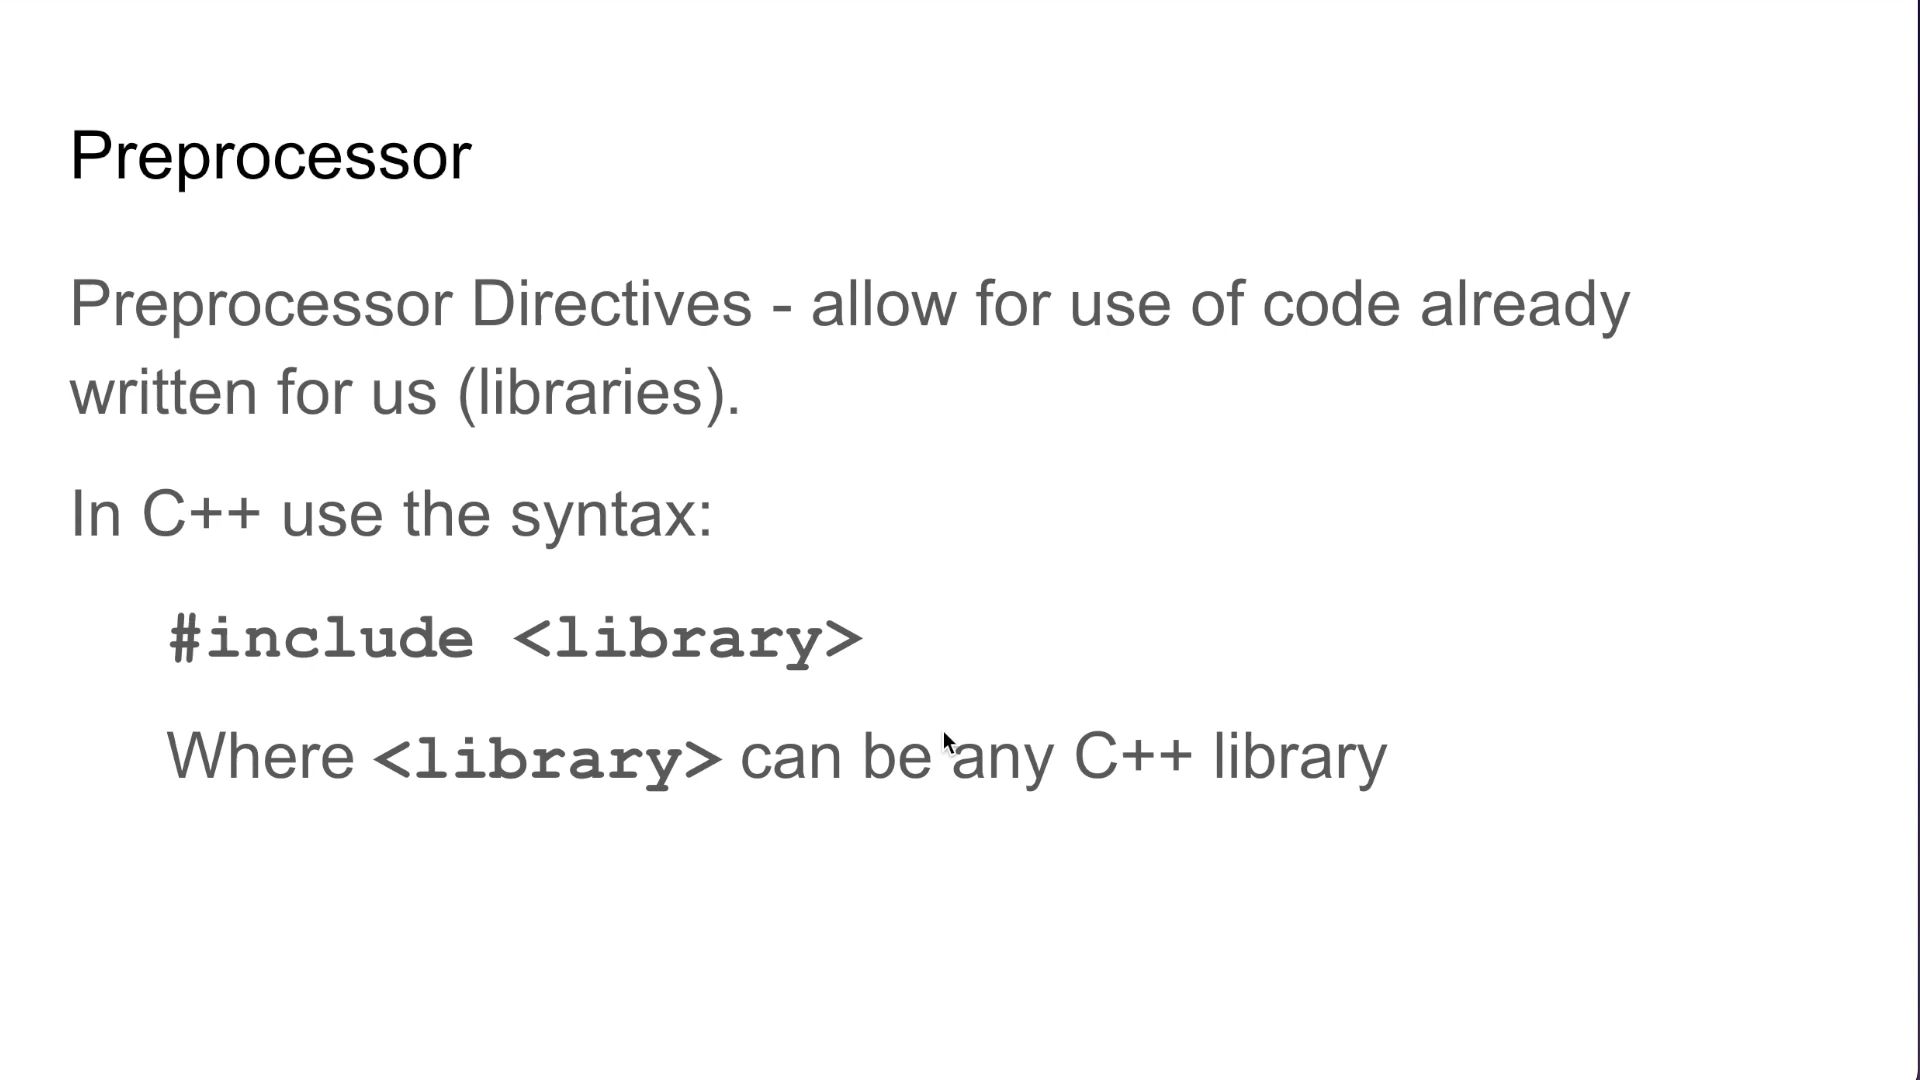 Preprocessor
Preprocessor Directives - allow for use of code already
written for us (libraries).
In C++ use the syntax:
#include <library>
Where <library> can be any C++ library